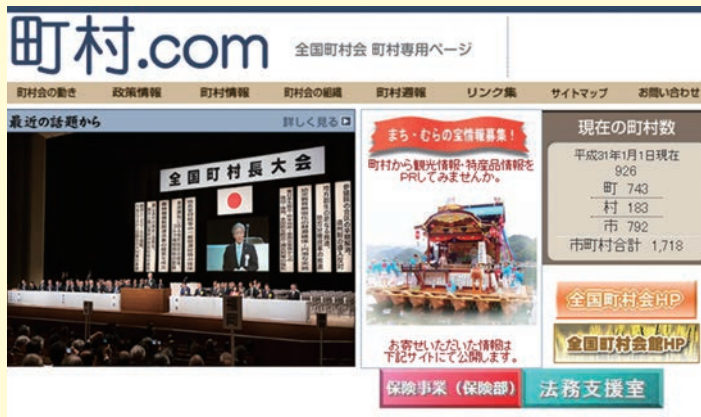 町村.com
全国町村会 町村専用ページ
町村会の動き 政策情報 町村情報 町村会の組織 町村週報 リンク集 サイトマップ お問い合わせ
最近の話題から 詳しく見る
全国町村長大会
まち・むらの宝情報募集！
町村から観光情報・特産品情報を
PRしてみませんか。
お寄せいただいた情報は
下記サイトにて公開します。
現在の町村数
平成31年1月1日現在
926
町 743
村 183
市 792
市町村合計 1,718
全国町村会HP
全国町村会館HP
保険事業（保険部） 法務支援室